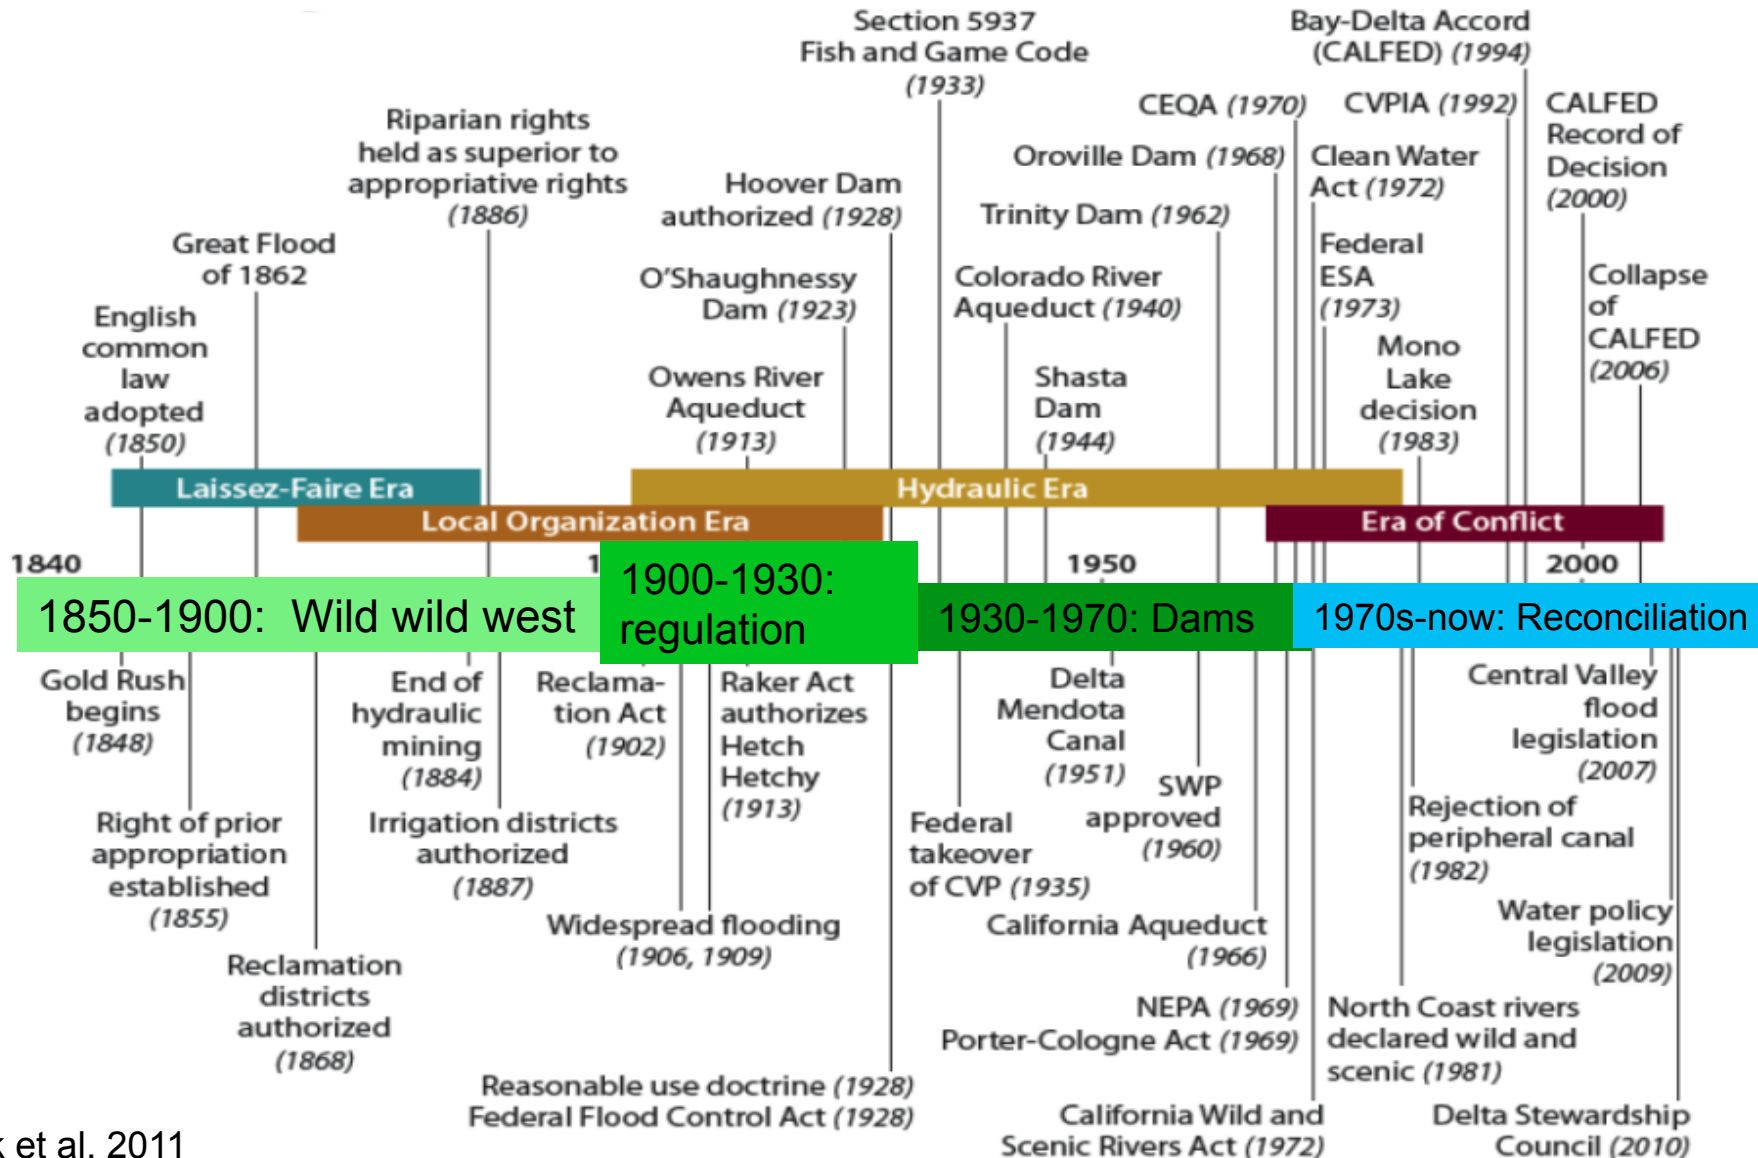 Section 5937
Fish and Game Code
(1933)
Bay-Delta Accord
(CALFED) (1994)
CEQA (1970)
CVPIA (1992)
CALFED
Record of
Decision
(2000)
Riparian rights
held as superior to
appropriative rights
(1886)
Oroville Dam (1968)
Clean Water
Act (1972)
Hoover Dam
authorized (1928)
Trinity Dam (1962)
Great Flood
of 1862
Federal
ESA
(1973)
O'Shaughnessy
Dam (1923)
Colorado River
Aqueduct (1940)
Collapse
of
CALFED
(2006)
English
common
law
adopted
(1850)
Mono
Lake
decision
(1983)
Owens River
Aqueduct
(1913)
Shasta
Dam
(1944)
Laissez-Faire Era
Hydraulic Era
Local Organization Era
Era of Conflict
1840
1950
2000
1850-1900: Wild wild west
1900-1930:
regulation
1930-1970: Dams
1970s-now: Reconciliation
Gold Rush
begins
(1848)
End of
hydraulic
mining
(1884)
Reclama-
tion Act
(1902)
Raker Act
authorizes
Hetch
Hetchy
(1913)
Delta
Mendota
Canal
(1951)
Central Valley
flood
legislation
(2007)
SWP
approved
(1960)
Right of prior
appropriation
established
(1855)
Irrigation districts
authorized
(1887)
Federal
takeover
of CVP (1935)
Rejection of
peripheral canal
(1982)
Widespread flooding
(1906, 1909)
California Aqueduct
(1966)
Water policy
legislation
(2009)
Reclamation
districts
authorized
(1868)
NEPA (1969)
Porter-Cologne Act (1969)
North Coast rivers
declared wild and
scenic (1981)
Reasonable use doctrine (1928)
Federal Flood Control Act (1928)
California Wild and
Scenic Rivers Act (1972)
Delta Stewardship
Council (2010)
et al. 2011